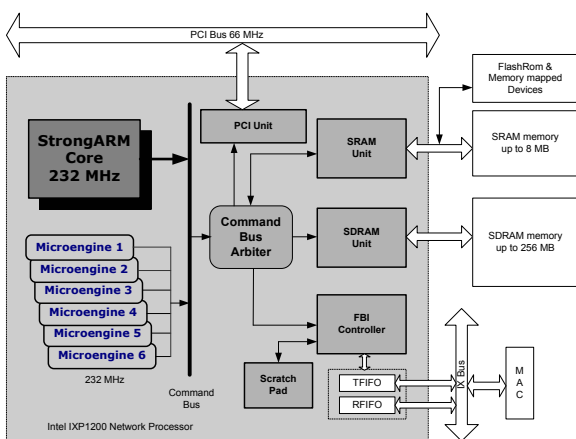 PCI Bus 66 MHz
FlashRom &
Memory mapped
Devices
StrongARM
Core
232 MHz
PCI Unit
SRAM
Unit
SRAM memory
up to 8 MB
Command
Bus
Arbiter
SDRAM
Unit
SDRAM memory
up to 256 MB
Microengine 1
Microengine 2
Microengine 3
Microengine 4
Microengine 5
Microengine 6
232 MHz
Command
Bus
FBI
Controller
Scratch
Pad
TFIFO
RFIFO
IX Bus
M
A
C
Intel IXP1200 Network Processor